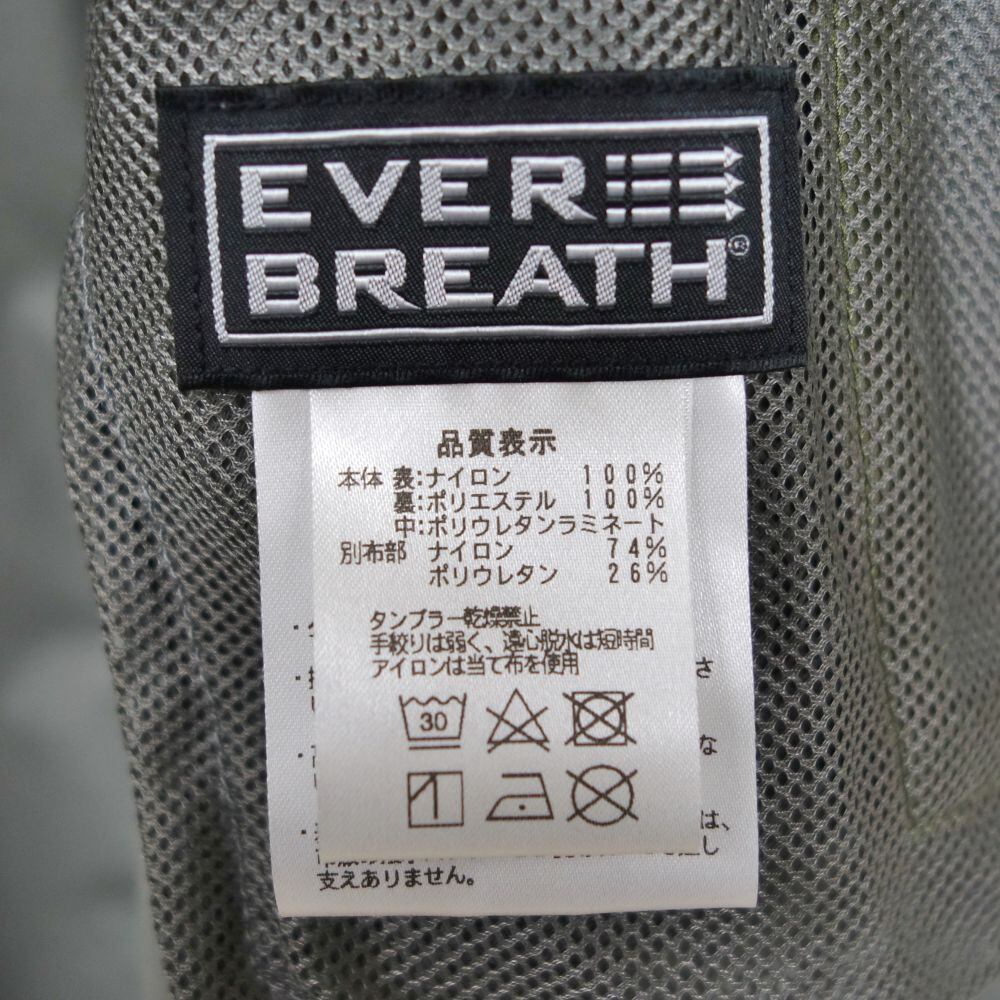 EVER
BREATH®
品質表示
本体 表:ナイロン 100%
裏:ポリエステル 100%
中:ポリウレタンラミネート
別布部 ナイロン 74%
ポリウレタン 26%
タンブラー乾燥禁止
手絞りは弱く、遠心脱水は短時間
アイロンは当て布を使用
30
さ
な
は、
支えありません。